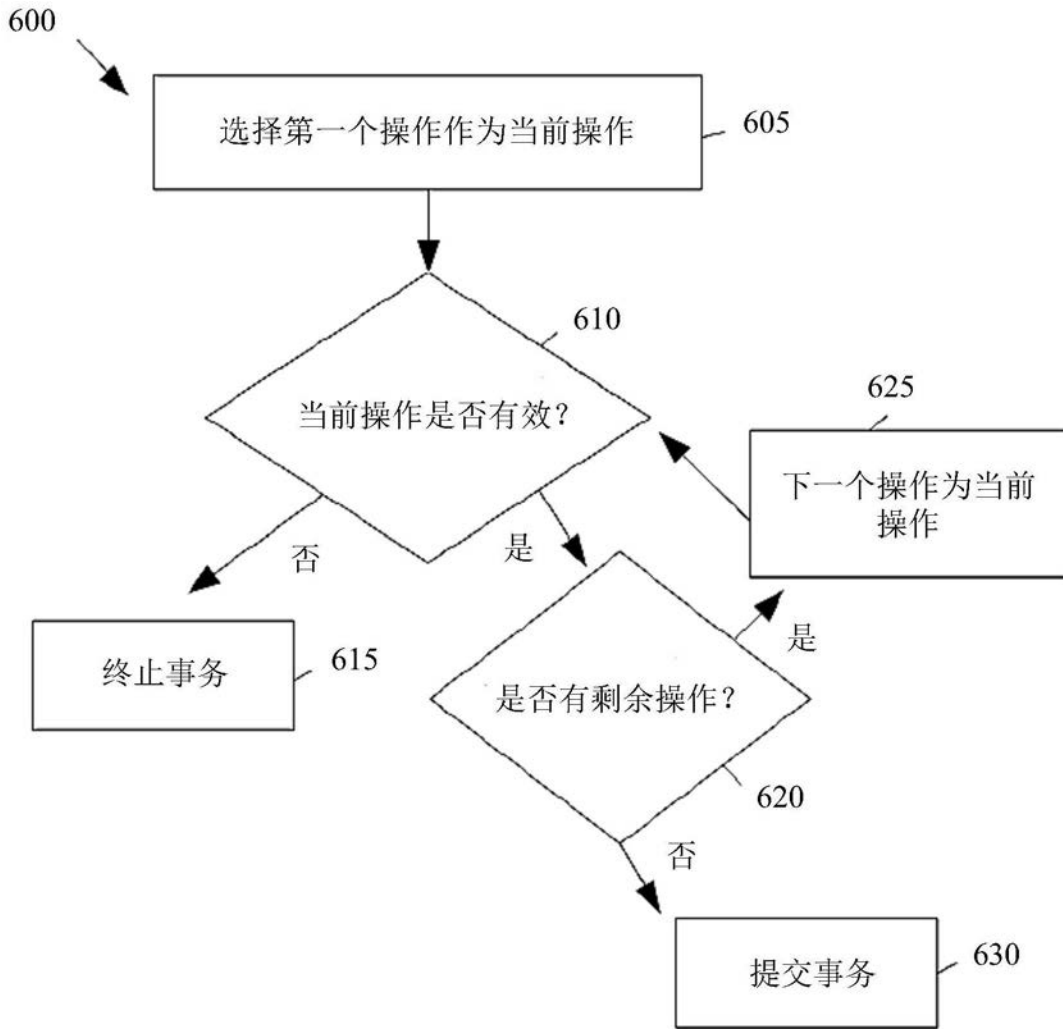 600
选择第一个操作作为当前操作
605
610
当前操作是否有效？
625
下一个操作为当前
操作
否
是
终止事务
615
是否有剩余操作？
是
620
否
提交事务
630